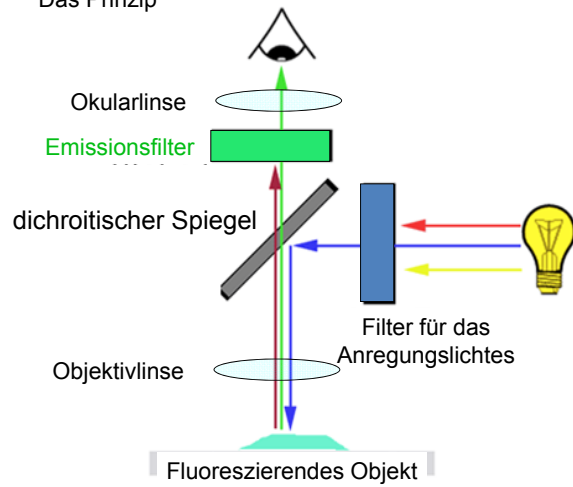 Das Prinzip
Okularlinse
Emissionsfilter
dichroitischer Spiegel
Filter für das
Anregungslichtes
Objektivlinse
Fluoreszierendes Objekt